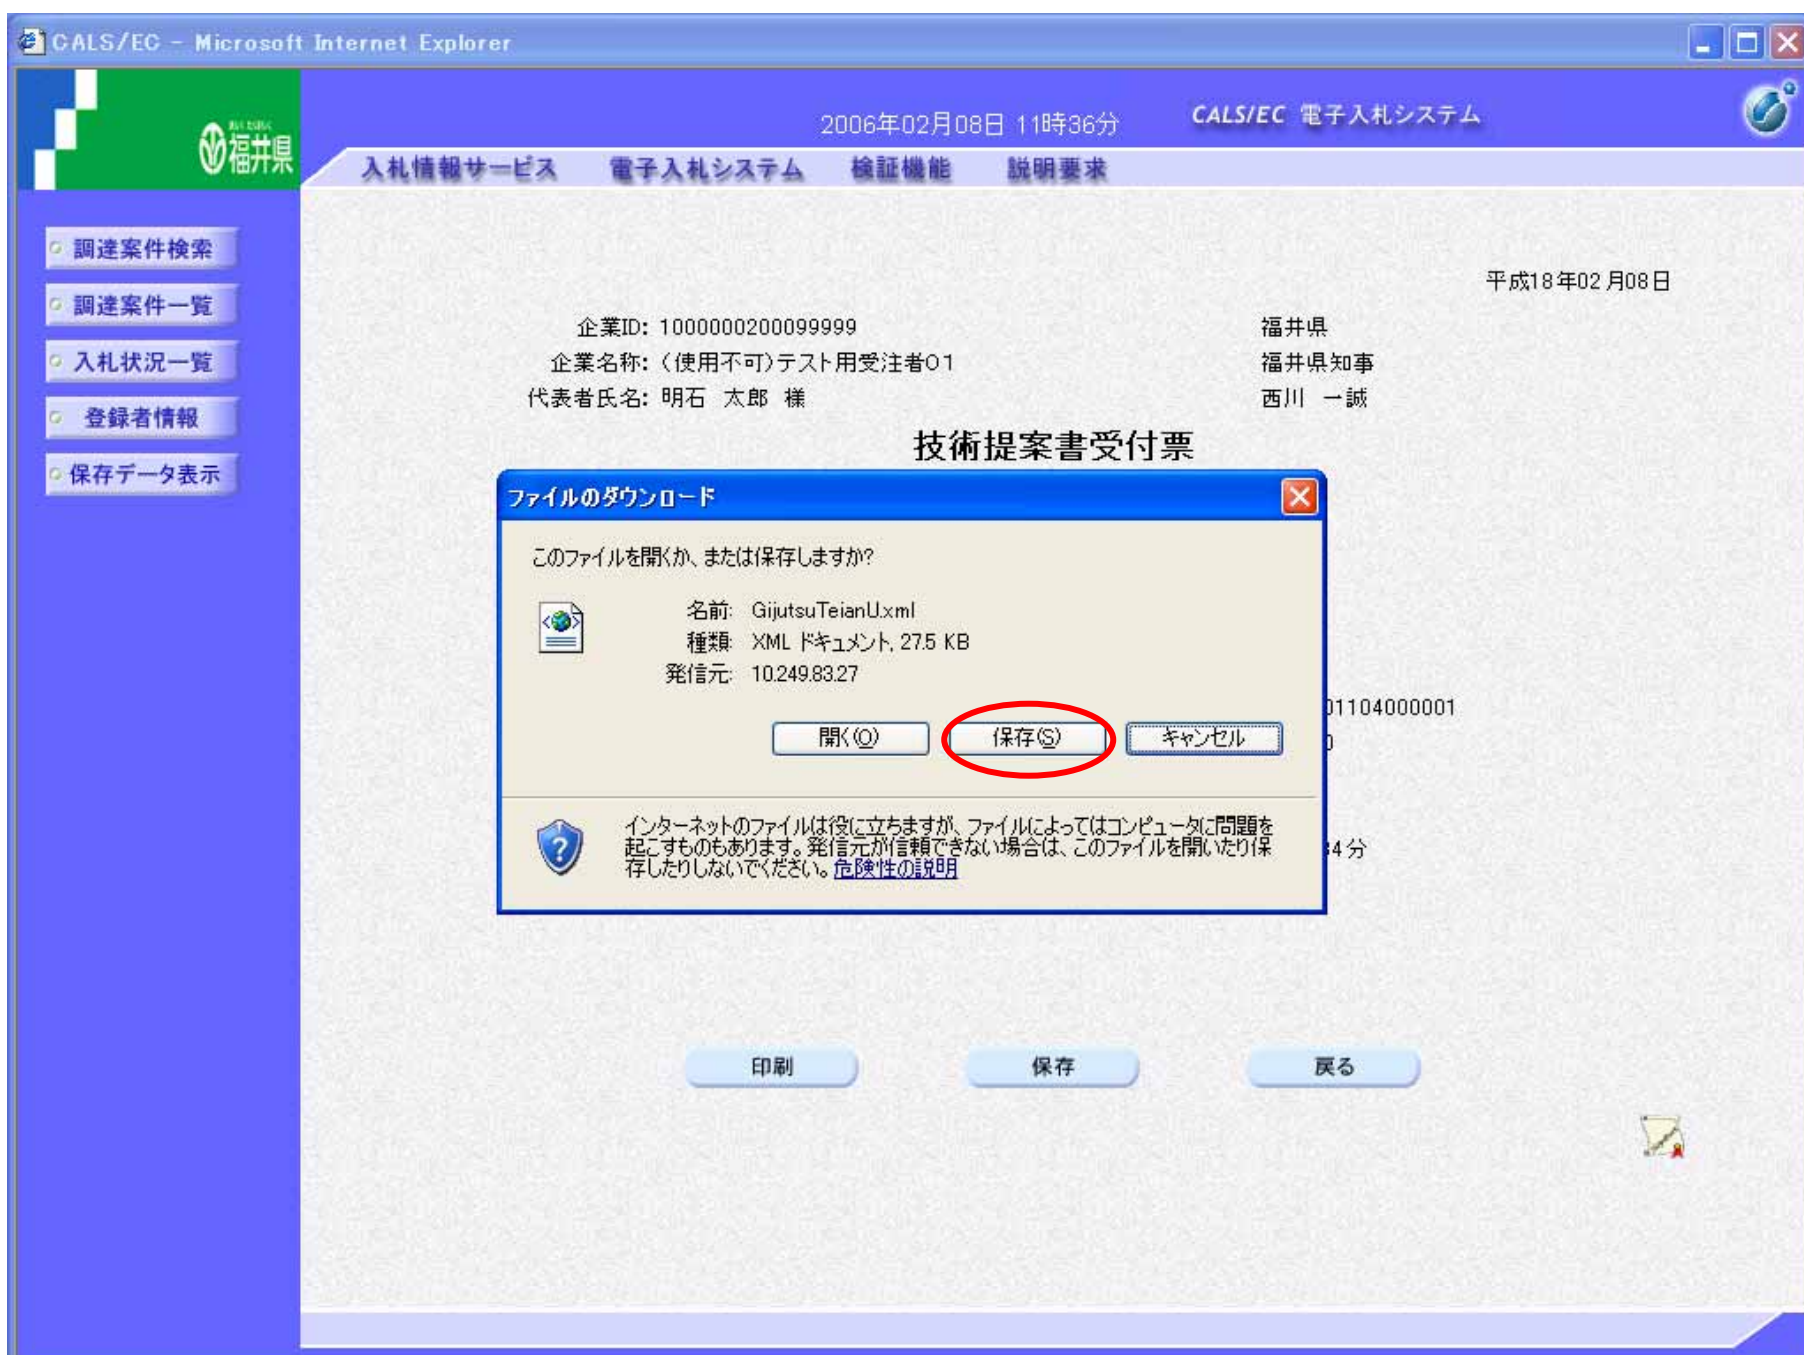 CALS/EC - Microsoft Internet Explorer
福井県
2006年02月08日 11時36分
CALS/EC 電子入札システム
入札情報サービス
電子入札システム
検証機能
説明要求
調達案件検索
調達案件一覧
入札状況一覧
登録者情報
保存データ表示
平成18年02月08日
企業ID: 1000000200099999
福井県
企業名称: (使用不可)テスト用受注者01
福井県知事
代表者氏名: 明石 太郎 様
西川 一誠
技術提案書受付票
ファイルのダウンロード
このファイルを開くか、または保存しますか?
名前: GijutsuTeianU.xml
種類: XML ドキュメント, 27.5 KB
発信元: 10.249.83.27
01104000001
開く(O)
保存(S)
キャンセル
インターネットのファイルは役に立ちますが、ファイルによってはコンピュータに問題を
起こすものもあります。発信元が信頼できない場合は、このファイルを開いたり保
存したりしないでください。危険性の説明
4分
印刷
保存
戻る